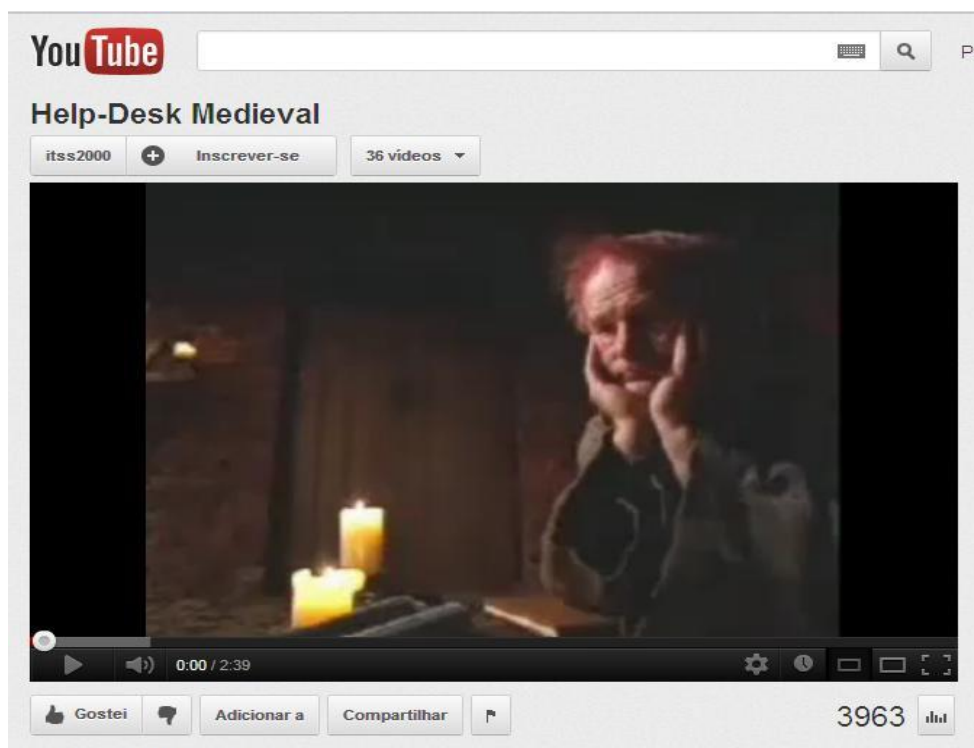 YouTube
P
Help-Desk Medieval
itss2000 Inscrever-se 36 vídeos
0:00 / 2:39
Gostei Adicionar a Compartilhar 3963